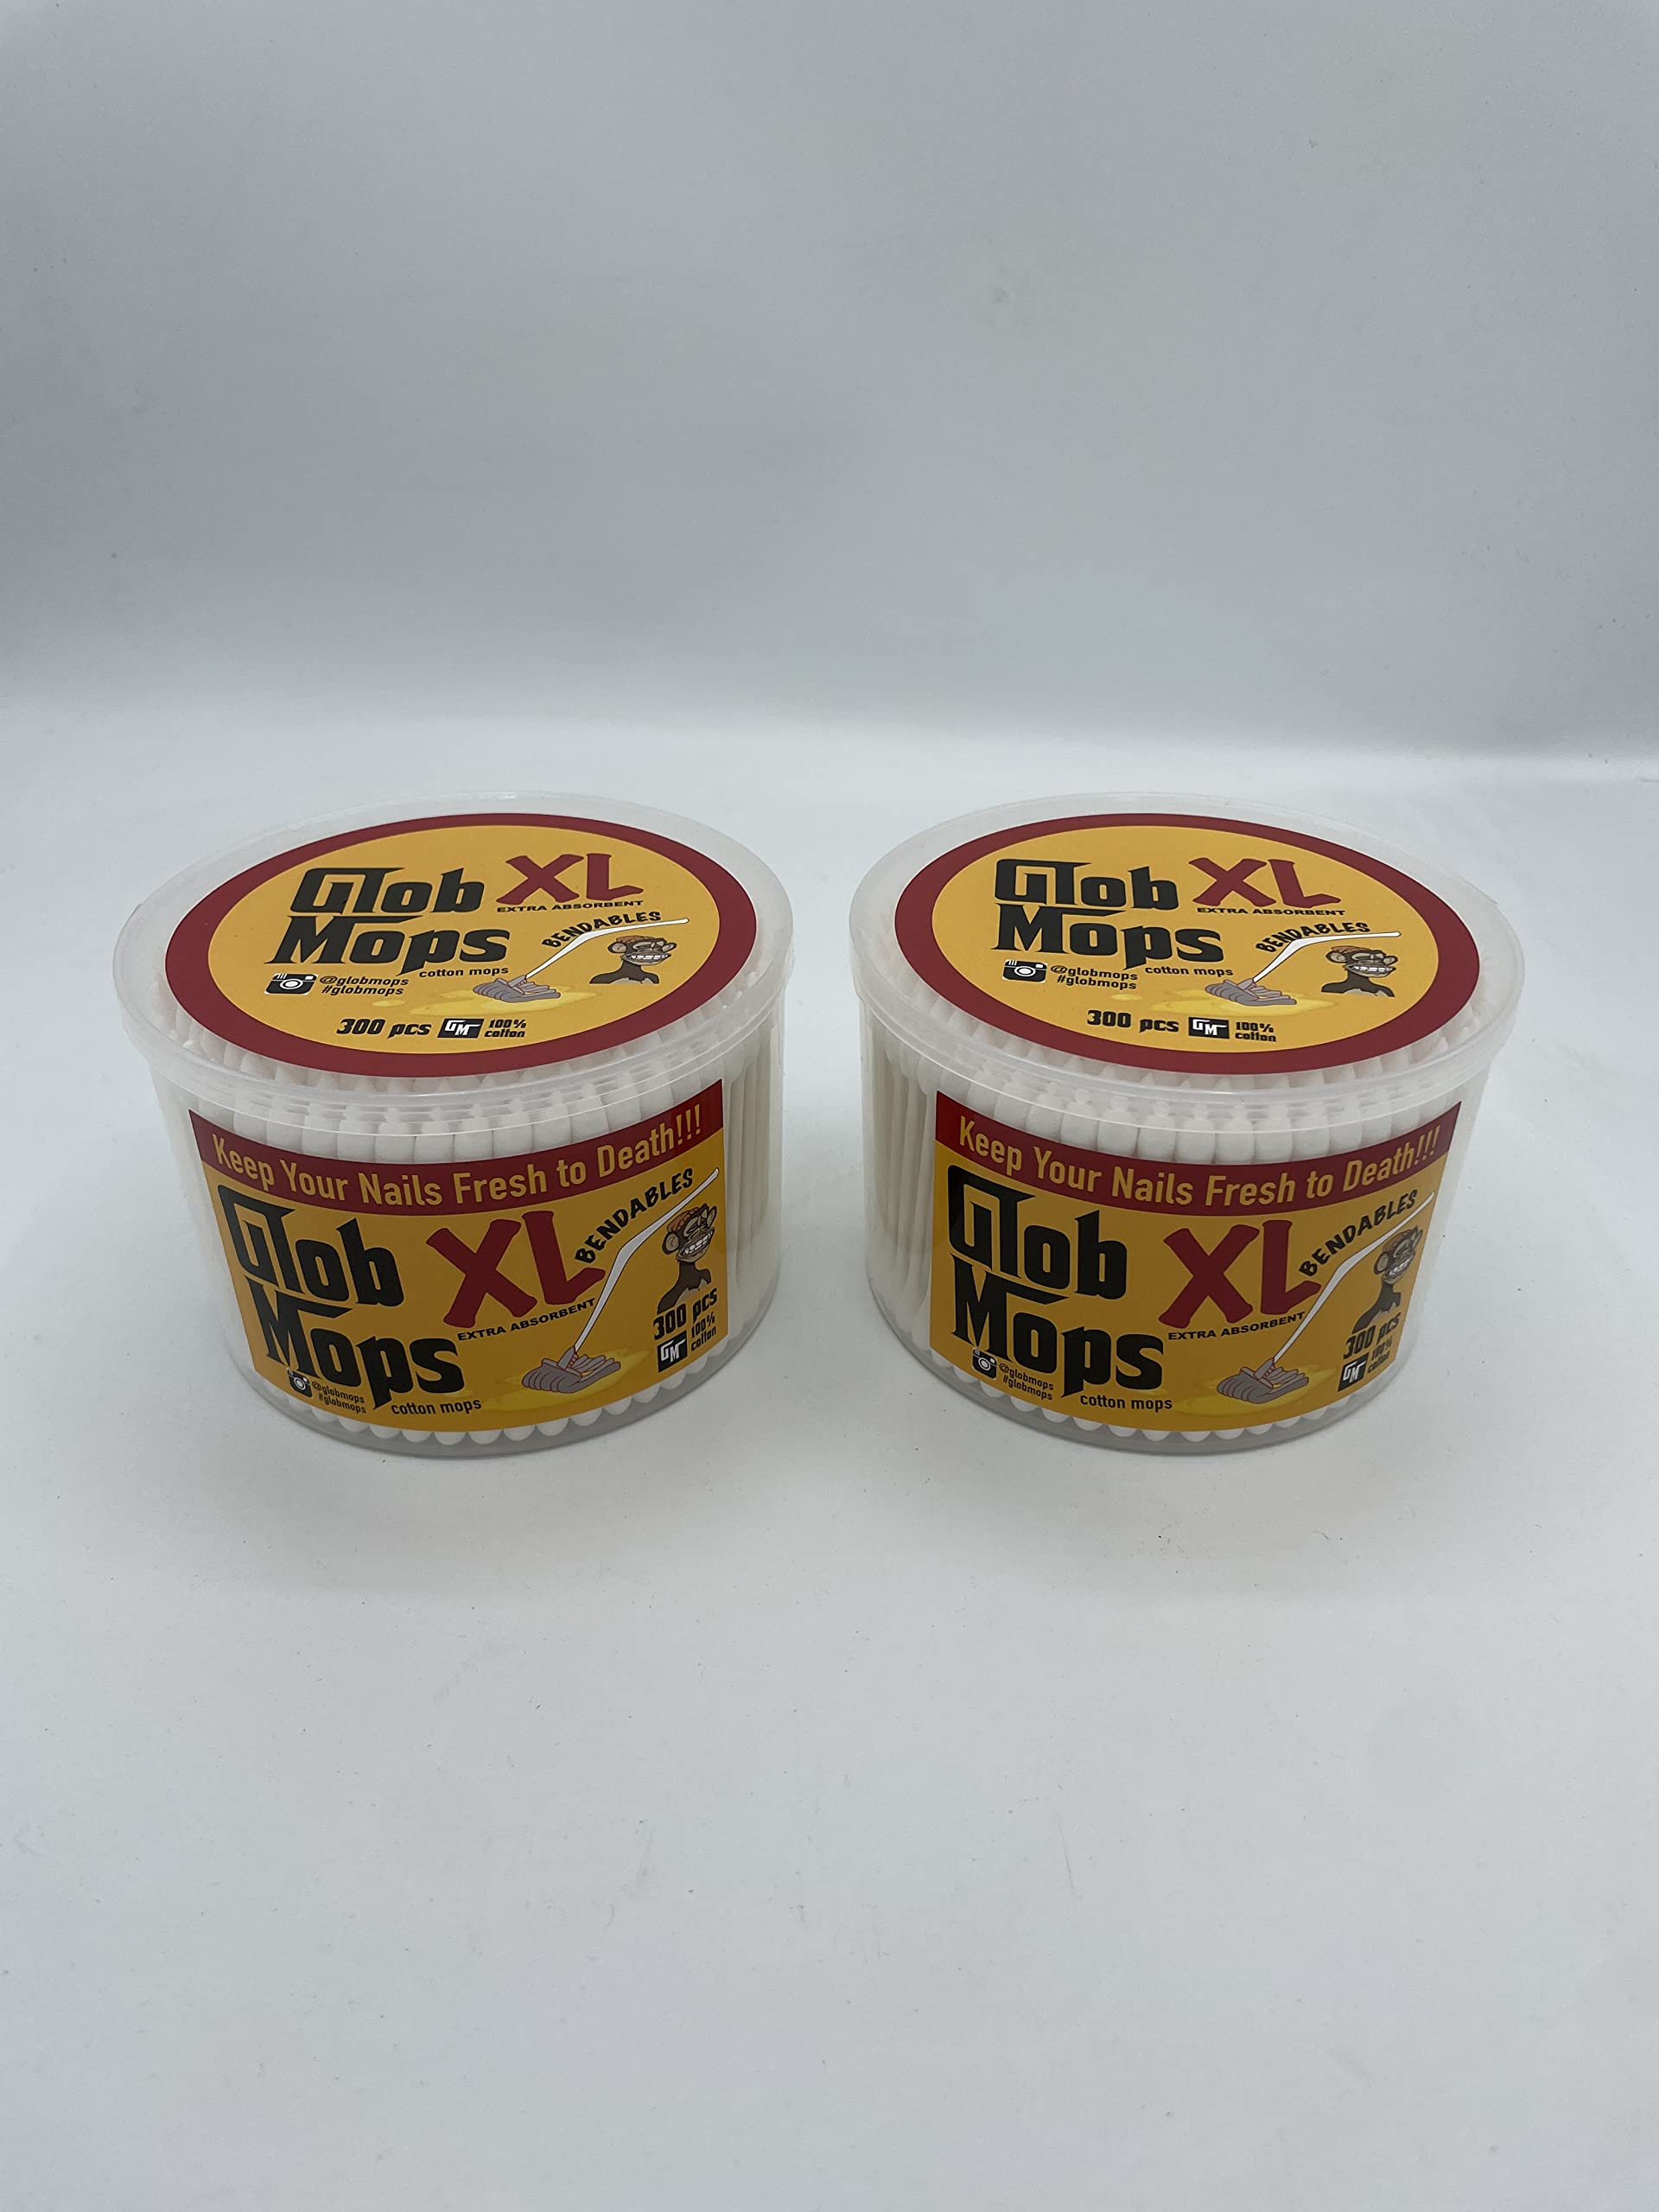 Glob XL
EXTRA ABSORBENT
Mops
BENDABLES
cotton mops
@globmops
#globmops
300 pcs GM 100% cotton
Keep Your Nails Fresh to Death!!!
Glob XL
Mops
BENDABLES
EXTRA ABSORBENT
300 pcs
GM 100% cotton
@globmops
#globmops
cotton mops
Glob XL
EXTRA ABSORBENT
Mops
BENDABLES
cotton mops
@globmops
#globmops
300 pcs GM 100% cotton
Keep Your Nails Fresh to Death!!!
Glob XL
Mops
BENDABLES
EXTRA ABSORBENT
300 pcs
GM 100% cotton
@globmops
#globmops
cotton mops